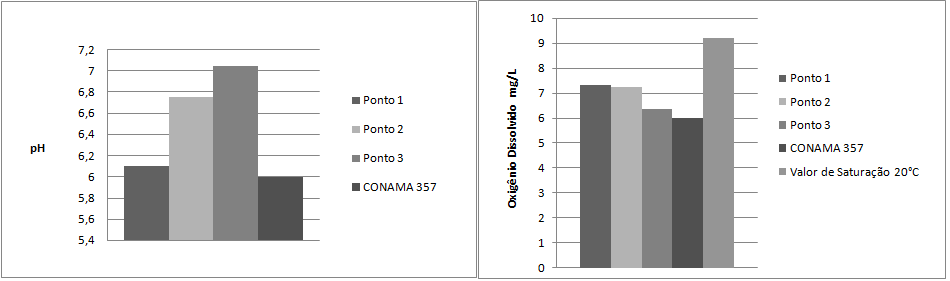 7,2
7
6,8
6,6
6,4
6,2
6
5,8
5,6
5,4
pH
Ponto 1
Ponto 2
Ponto 3
CONAMA 357
10
9
8
7
6
5
4
3
2
1
0
Oxigênio Dissolvido mg/L
Ponto 1
Ponto 2
Ponto 3
CONAMA 357
Valor de Saturação 20°C